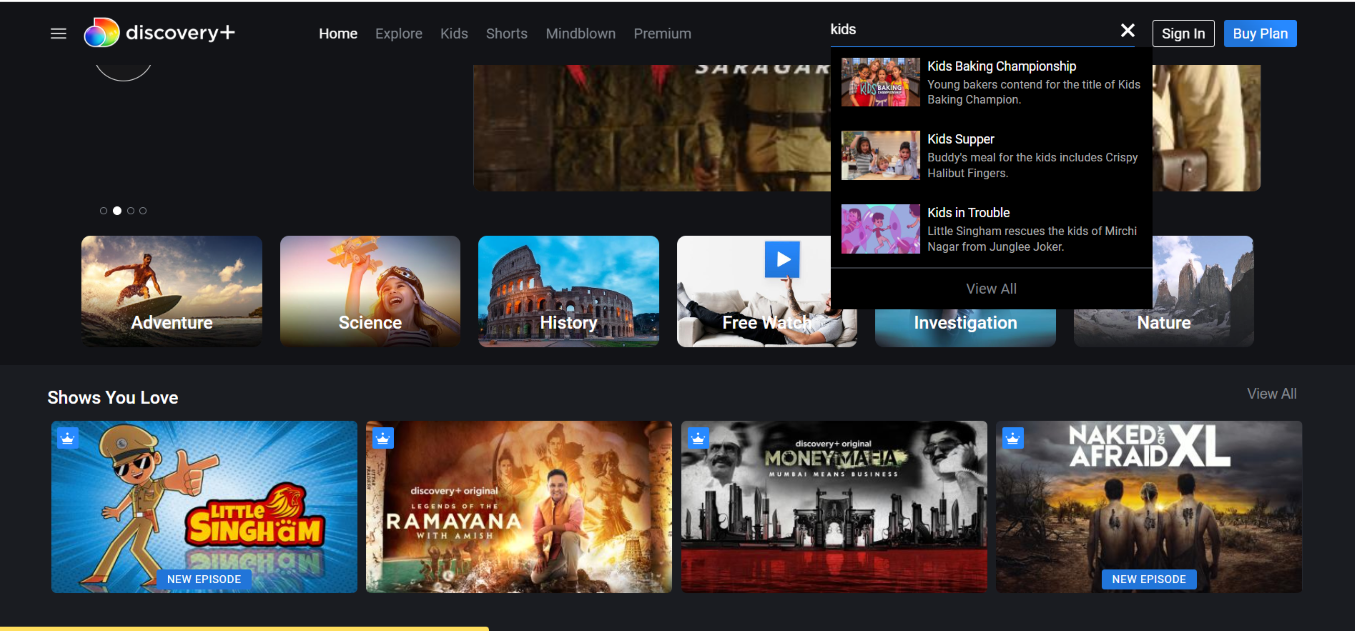 discovery+
Home Explore Kids Shorts Mindblown Premium
kids
Sign In
Buy Plan
SARAGAR
Kids Baking Championship
Young bakers contend for the title of Kids
Baking Champion.
KIDS BAKING
CHAMPIONSHIP
Kids Supper
Buddy's meal for the kids includes Crispy
Halibut Fingers.
Kids in Trouble
Little Singham rescues the kids of Mirchi
Nagar from Junglee Joker.
View All
Adventure
Science
History
Free Watch
Investigation
Nature
Shows You Love
View All
LITTLE
SINGHAM
NEW EPISODE
discovery+ original
LEGENDS OF THE
RAMAYANA
WITH AMISH
discovery+ original
MONEY MAFIA
MUMBAI MEANS BUSINESS
NAKED AND
AFRAID XL
NEW EPISODE